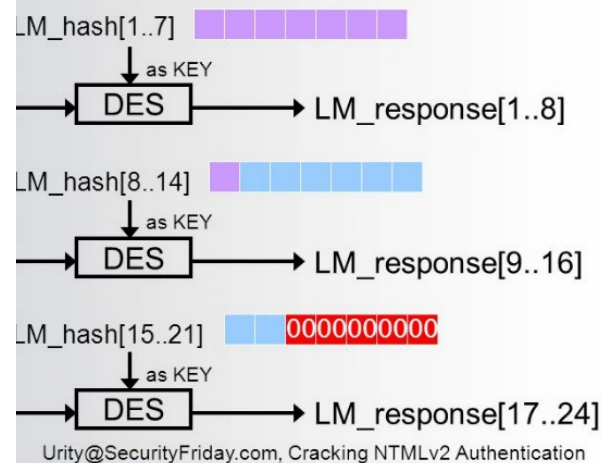 LM_hash[1..7]
as KEY
DES
LM_response[1..8]
LM_hash[8..14]
as KEY
DES
LM_response[9..16]
LM_hash[15..21]
0000000000
as KEY
DES
LM_response[17..24]
Urity@SecurityFriday.com, Cracking NTMLv2 Authentication